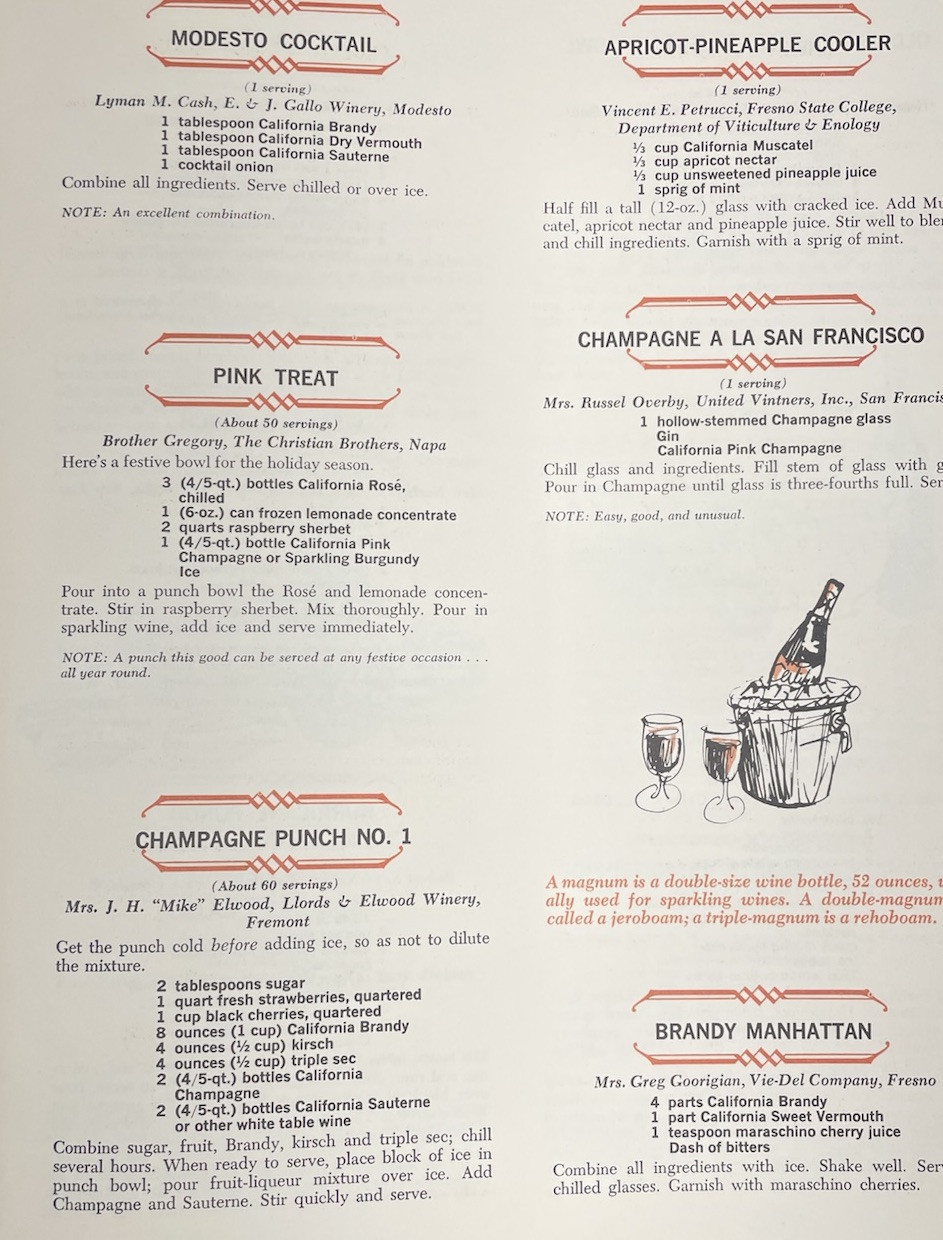 MODESTO COCKTAIL
(1 serving)
Lyman M. Cash, E. & J. Gallo Winery, Modesto
1 tablespoon California Brandy
1 tablespoon California Dry Vermouth
1 tablespoon California Sauterne
1 cocktail onion
Combine all ingredients. Serve chilled or over ice.
NOTE: An excellent combination.
PINK TREAT
(About 50 servings)
Brother Gregory, The Christian Brothers, Napa
Here's a festive bowl for the holiday season.
3 (4/5-qt.) bottles California Rosé,
chilled
1 (6-oz.) can frozen lemonade concentrate
2 quarts raspberry sherbet
1 (4/5-qt.) bottle California Pink
Champagne or Sparkling Burgundy
Ice
Pour into a punch bowl the Rosé and lemonade concen-
trate. Stir in raspberry sherbet. Mix thoroughly. Pour in
sparkling wine, add ice and serve immediately.
NOTE: A punch this good can be served at any festive occasion . . .
all year round.
CHAMPAGNE PUNCH NO. 1
(About 60 servings)
Mrs. J. H. “Mike” Elwood, Llords & Elwood Winery,
Fremont
Get the punch cold before adding ice, so as not to dilute
the mixture.
2 tablespoons sugar
1 quart fresh strawberries, quartered
1 cup black cherries, quartered
8 ounces (1 cup) California Brandy
4 ounces (½ cup) kirsch
4 ounces (½ cup) triple sec
2 (4/5-qt.) bottles California
Champagne
2 (4/5-qt.) bottles California Sauterne
or other white table wine
Combine sugar, fruit, Brandy, kirsch and triple sec; chill
several hours. When ready to serve, place block of ice in
punch bowl; pour fruit-liqueur mixture over ice. Add
Champagne and Sauterne. Stir quickly and serve.
APRICOT-PINEAPPLE COOLER
(1 serving)
Vincent E. Petrucci, Fresno State College,
Department of Viticulture & Enology
⅓ cup California Muscatel
⅓ cup apricot nectar
⅓ cup unsweetened pineapple juice
1 sprig of mint
Half fill a tall (12-oz.) glass with cracked ice. Add Mu
catel, apricot nectar and pineapple juice. Stir well to ble
and chill ingredients. Garnish with a sprig of mint.
CHAMPAGNE A LA SAN FRANCISCO
(1 serving)
Mrs. Russel Overby, United Vintners, Inc., San Francis
1 hollow-stemmed Champagne glass
Gin
California Pink Champagne
Chill glass and ingredients. Fill stem of glass with g
Pour in Champagne until glass is three-fourths full. Ser
NOTE: Easy, good, and unusual.
A magnum is a double-size wine bottle, 52 ounces, u
ally used for sparkling wines. A double-magnum
called a jeroboam; a triple-magnum is a rehoboam.
BRANDY MANHATTAN
Mrs. Greg Goorigian, Vie-Del Company, Fresno
4 parts California Brandy
1 part California Sweet Vermouth
1 teaspoon maraschino cherry juice
Dash of bitters
Combine all ingredients with ice. Shake well. Ser
chilled glasses. Garnish with maraschino cherries.